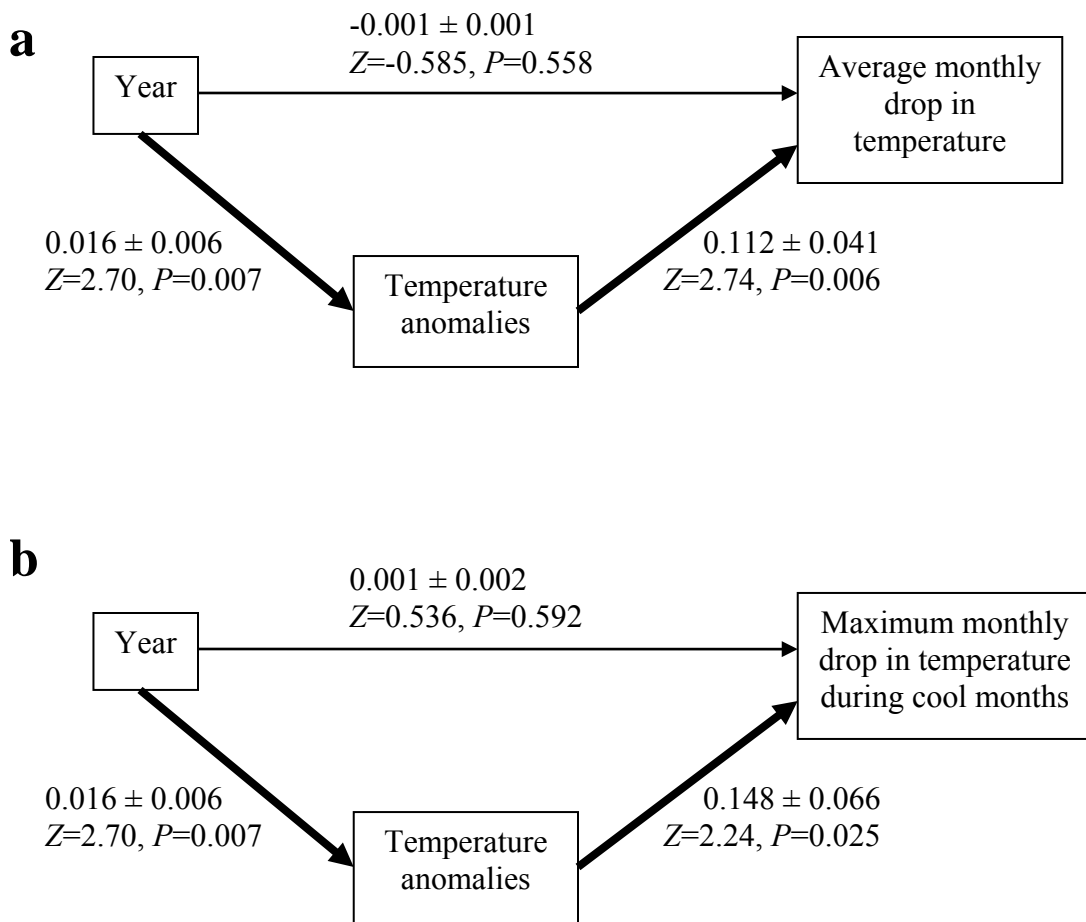 a
-0.001 ± 0.001
Z=-0.585, P=0.558
Year
Average monthly
drop in
temperature
0.016 ± 0.006
Z=2.70, P=0.007
Temperature
anomalies
0.112 ± 0.041
Z=2.74, P=0.006
b
0.001 ± 0.002
Z=0.536, P=0.592
Year
Maximum monthly
drop in temperature
during cool months
0.016 ± 0.006
Z=2.70, P=0.007
Temperature
anomalies
0.148 ± 0.066
Z=2.24, P=0.025